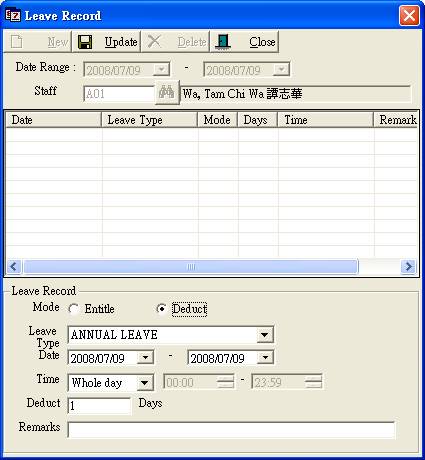 Leave Record
New Update Delete Close
Date Range : 2008/07/09 - 2008/07/09
Staff A01 Wa, Tam Chi Wa 譚志華
Date Leave Type Mode Days Time Remark
Leave Record
Mode Entitle Deduct
Leave Type ANNUAL LEAVE
Date 2008/07/09 - 2008/07/09
Time Whole day 00:00 - 23:59
Deduct 1 Days
Remarks